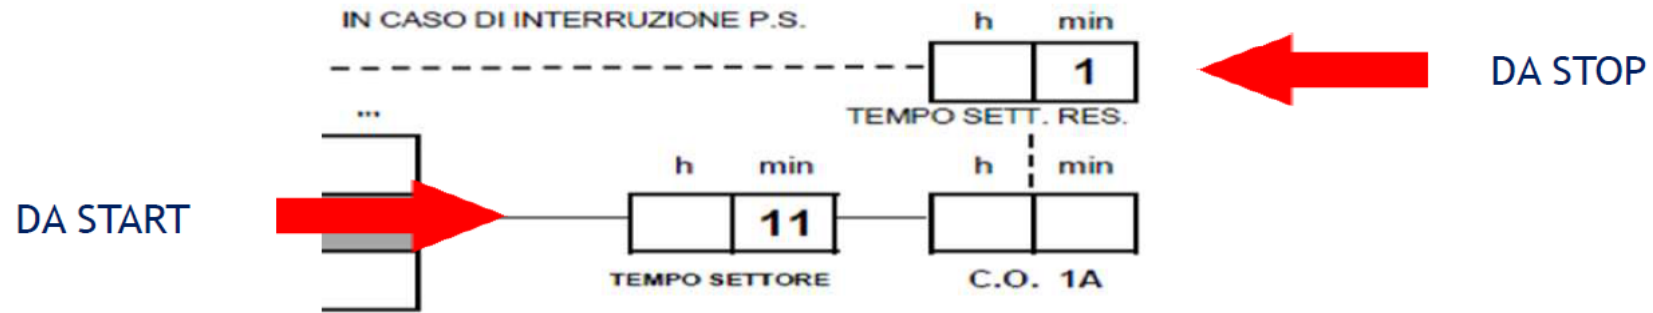 IN CASO DI INTERRUZIONE P.S.
h min
1
DA STOP
...
TEMPO SETT. RES.
h min
h min
DA START
11
TEMPO SETTORE
C.O. 1A